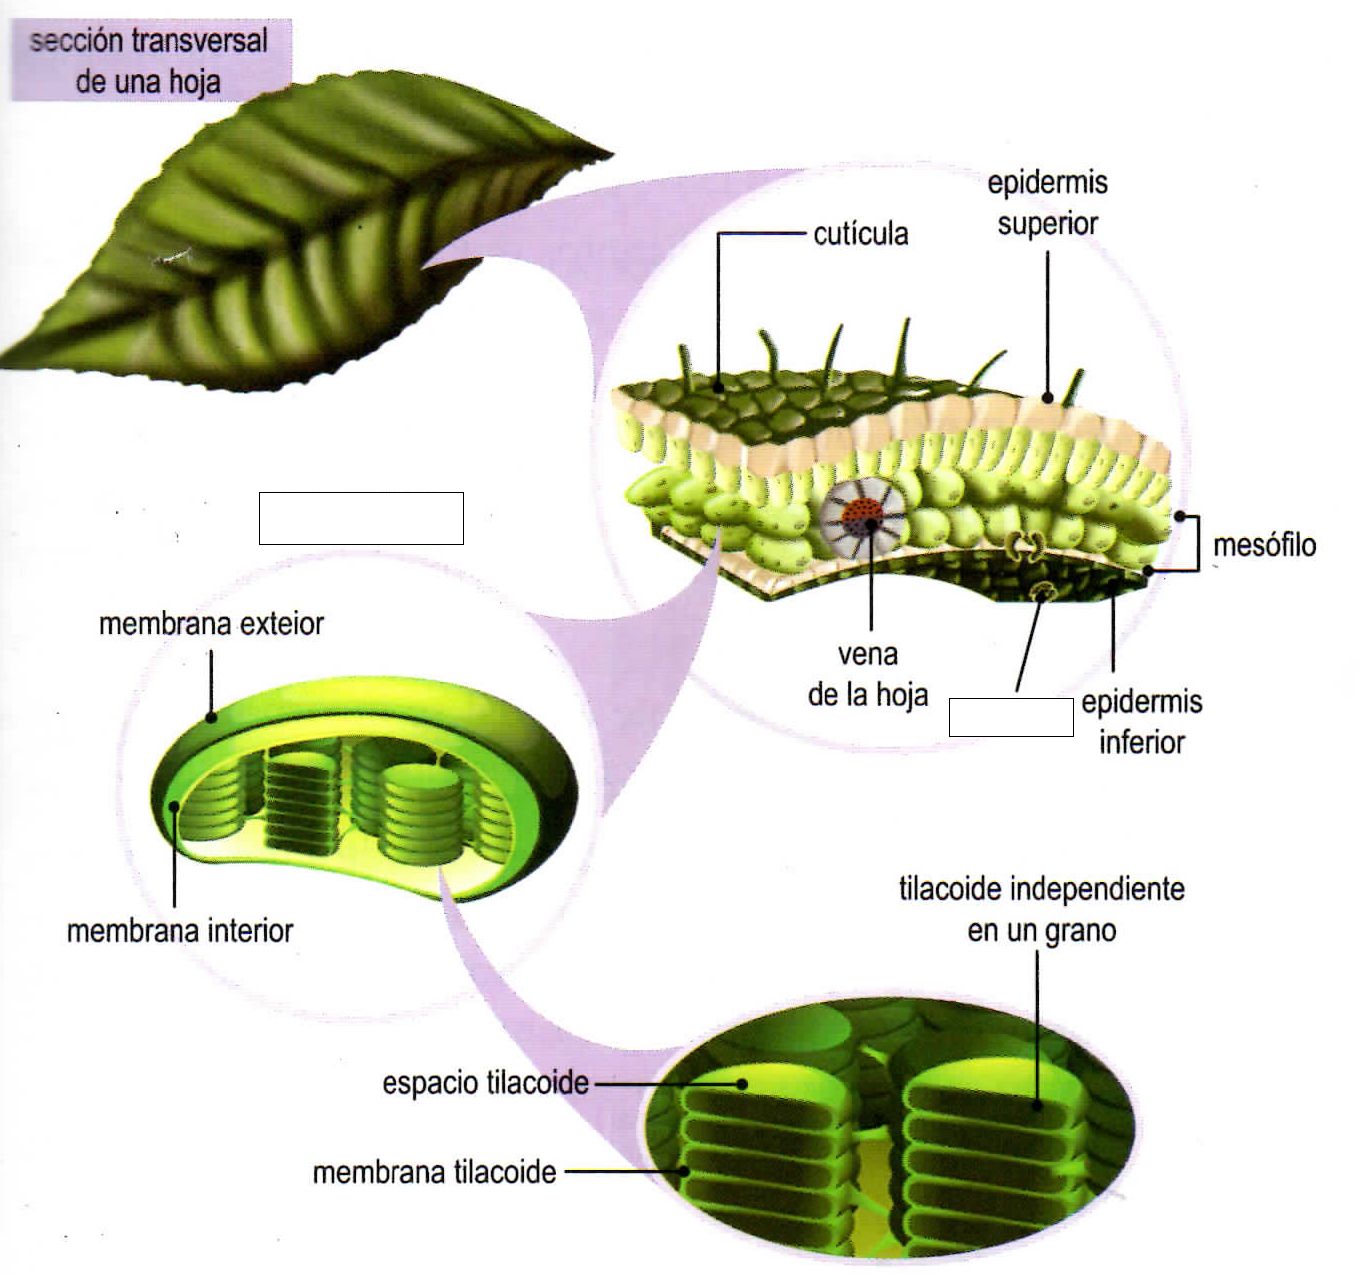 sección transversal
de una hoja
epidermis
superior
cutícula
mesófilo
vena
de la hoja
epidermis
inferior
membrana exteior
membrana interior
tilacoide independiente
en un grano
espacio tilacoide
membrana tilacoide